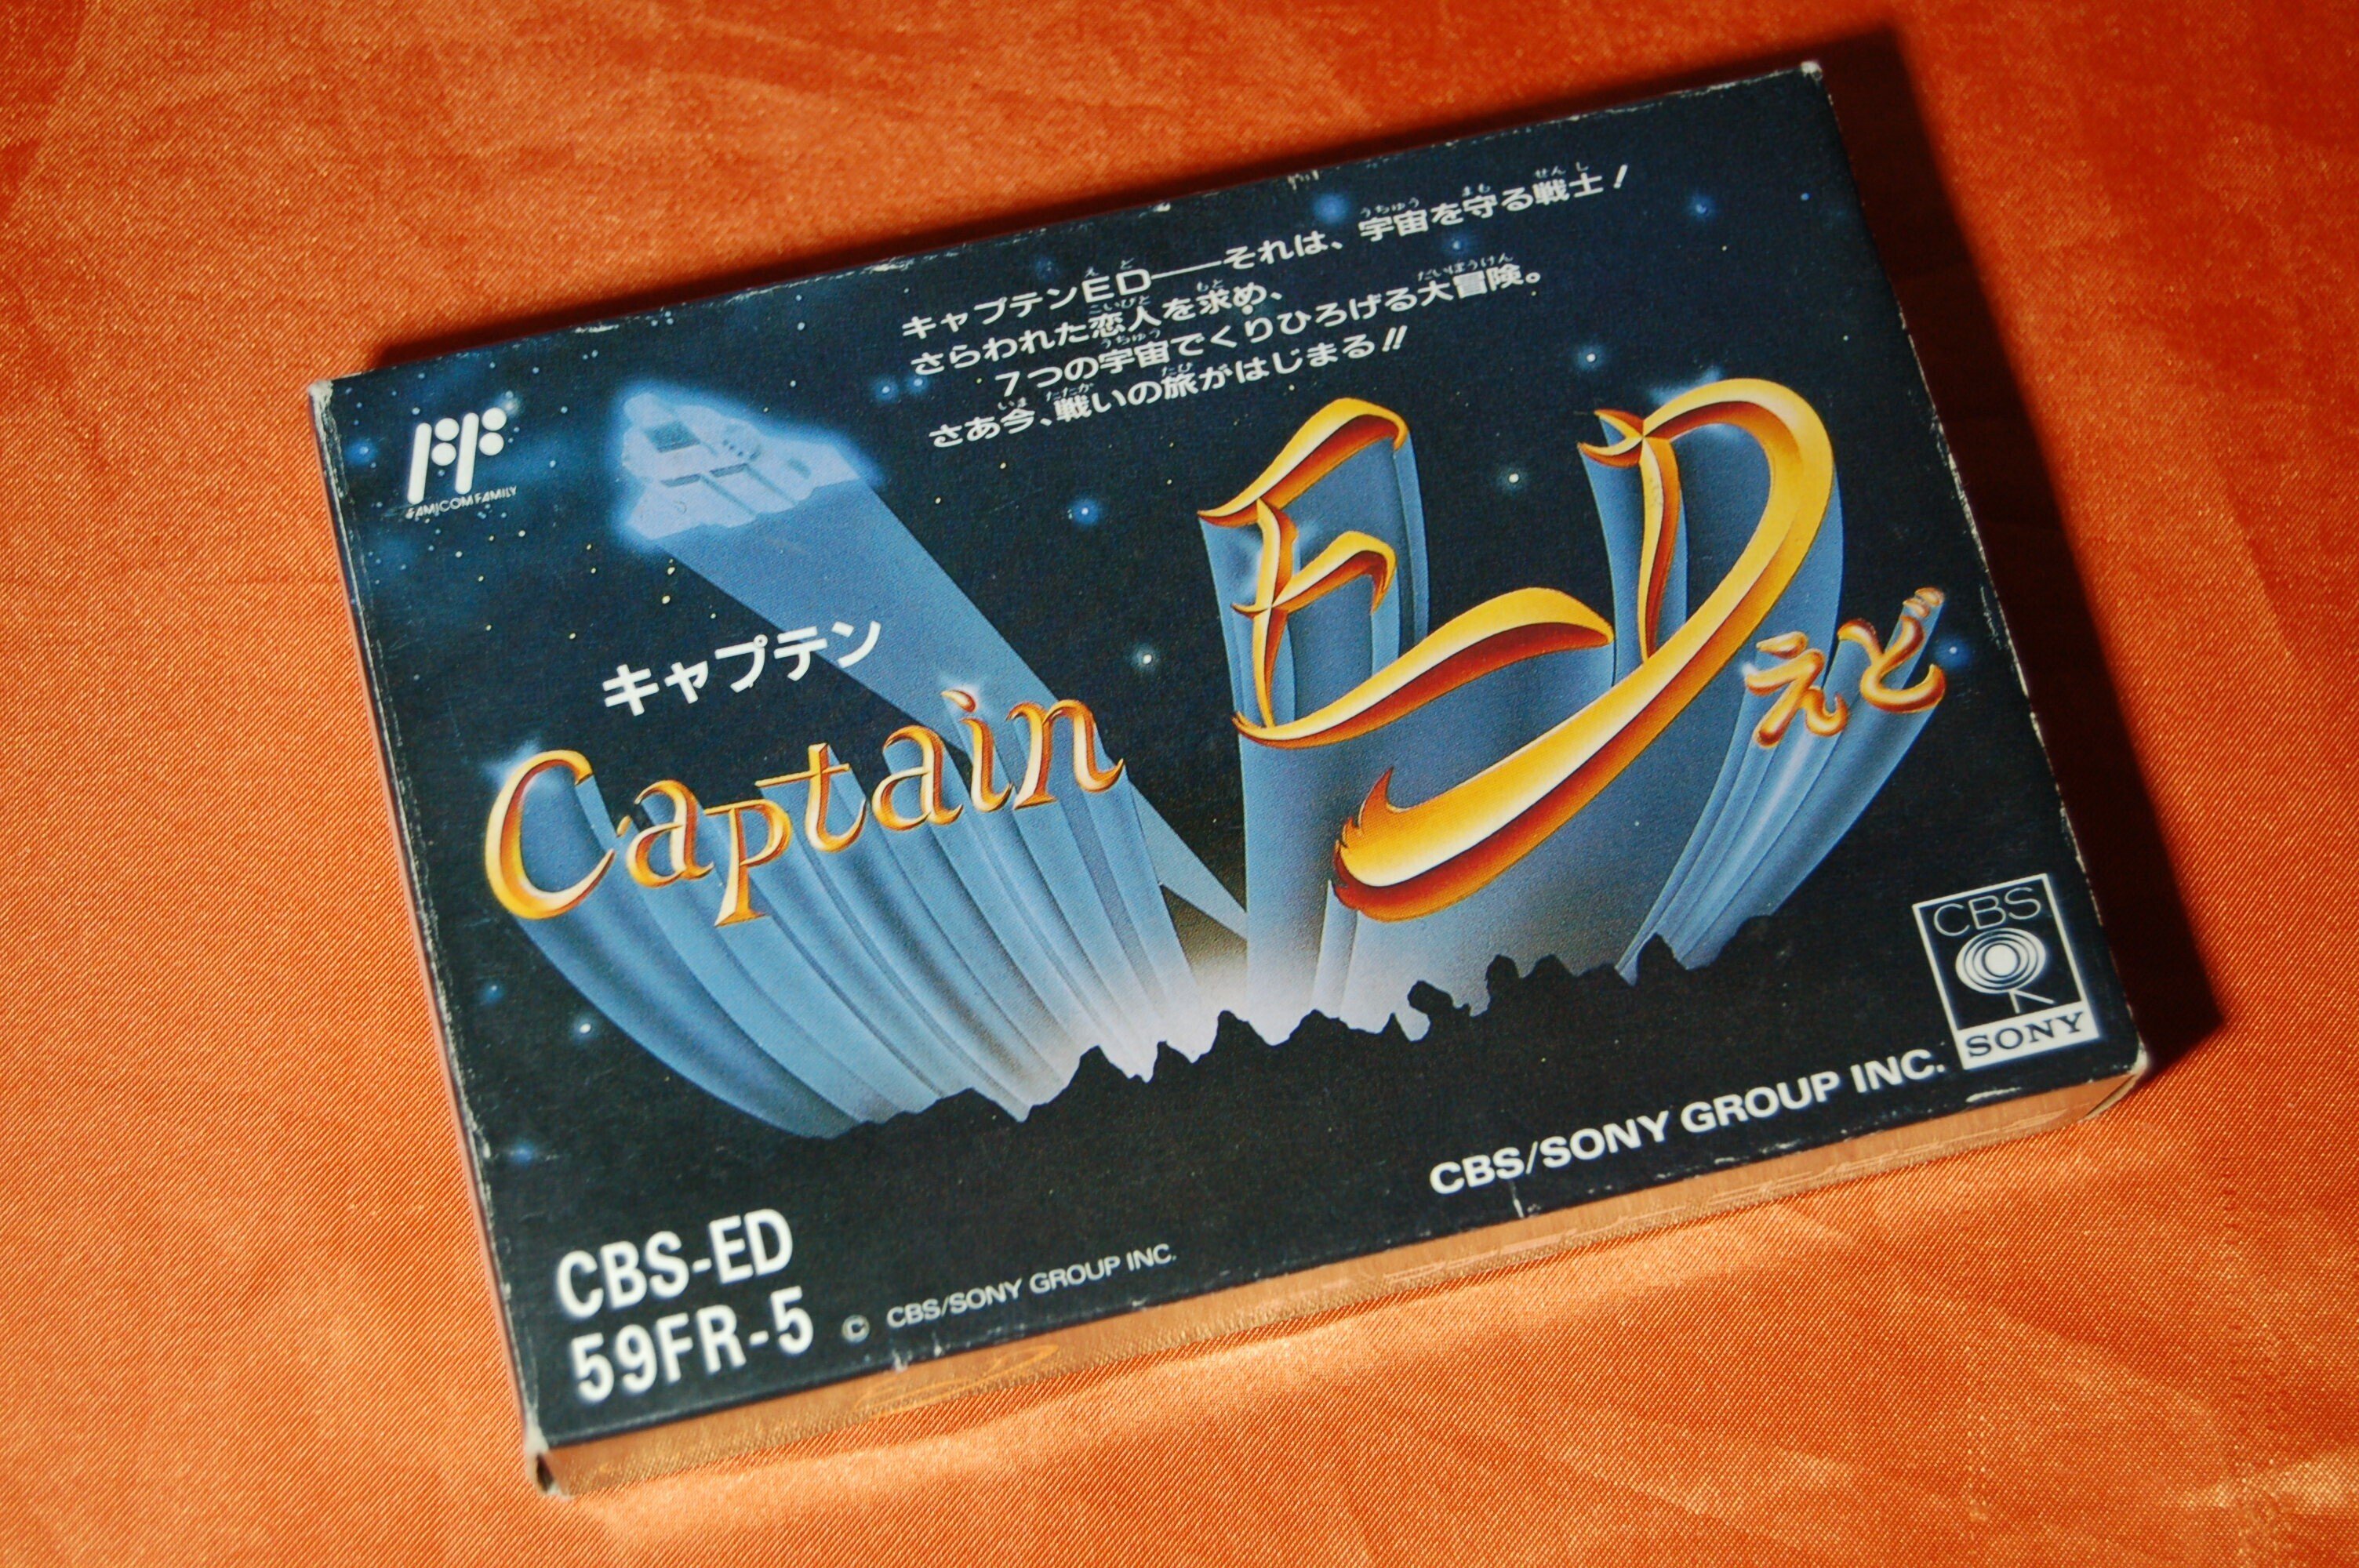 キャプテンED——それは、宇宙を守る戦士!
さらわれた恋人を求め、
7つの宇宙でくりひろげる大冒険。
さあ今、戦いの旅がはじまる!!
FAMICOM FAMILY
キャプテン
Captain ED えど
CBS
SONY
CBS/SONY GROUP INC.
CBS-ED
59FR-5
© CBS/SONY GROUP INC.